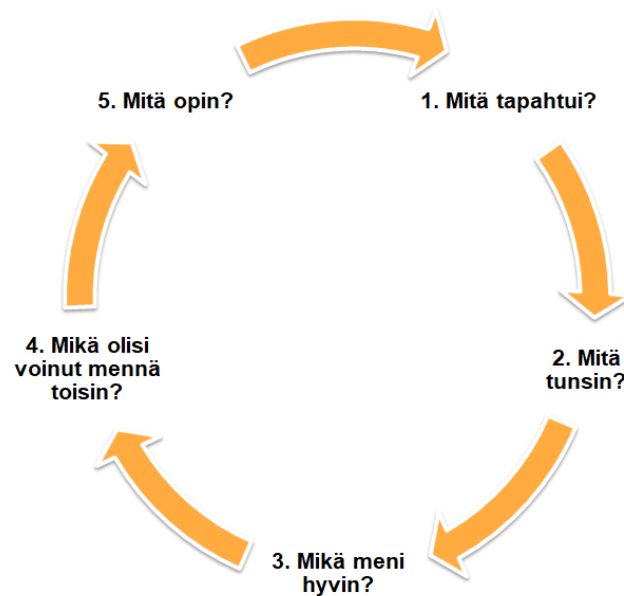 1. Mitä tapahtui?
2. Mitä
tunsin?
3. Mikä meni
hyvin?
4. Mikä olisi
voinut mennä
toisin?
5. Mitä opin?